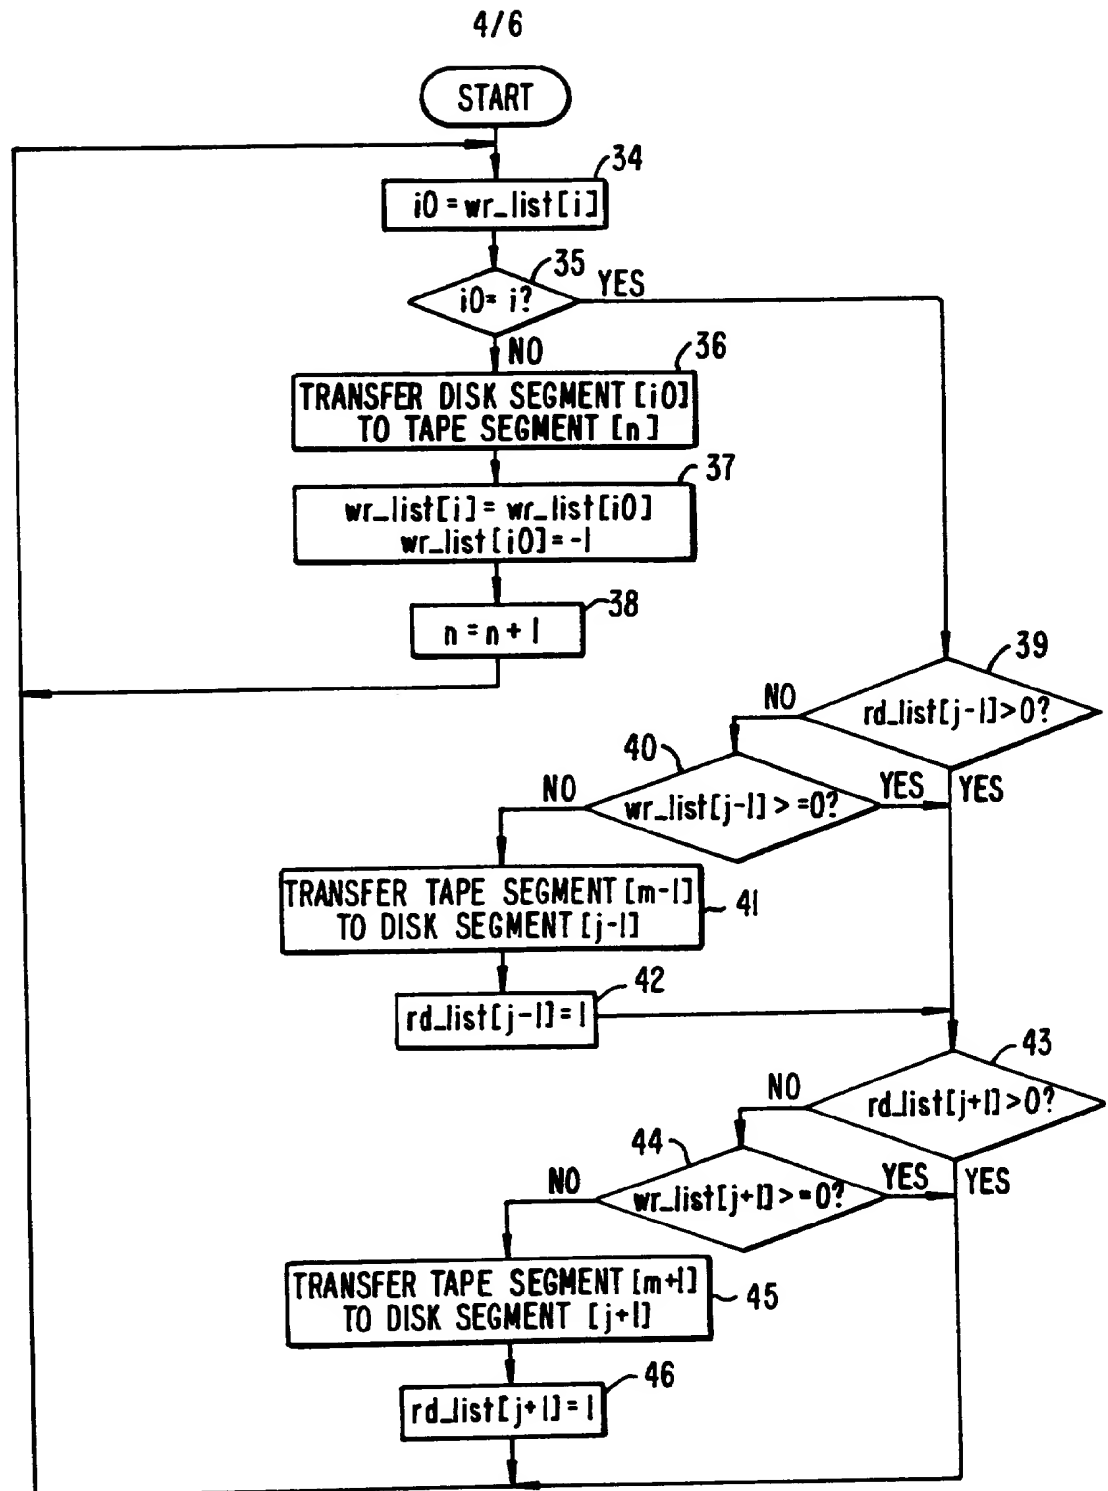 4/6
START
34
i0 = wr_list[i]
35
i0 = i?
YES
NO
36
TRANSFER DISK SEGMENT [i0]
TO TAPE SEGMENT [n]
37
wr_list[i] = wr_list[i0]
wr_list[i0] = -1
38
n = n + 1
39
rd_list[j-1] > 0?
NO
YES
40
wr_list[j-1] > =0?
NO
YES
TRANSFER TAPE SEGMENT [m-1]
TO DISK SEGMENT [j-1]
41
42
rd_list[j-1] = 1
43
rd_list[j+1] > 0?
NO
YES
44
wr_list[j+1] > =0?
NO
YES
TRANSFER TAPE SEGMENT [m+1]
TO DISK SEGMENT [j+1]
45
46
rd_list[j+1] = 1